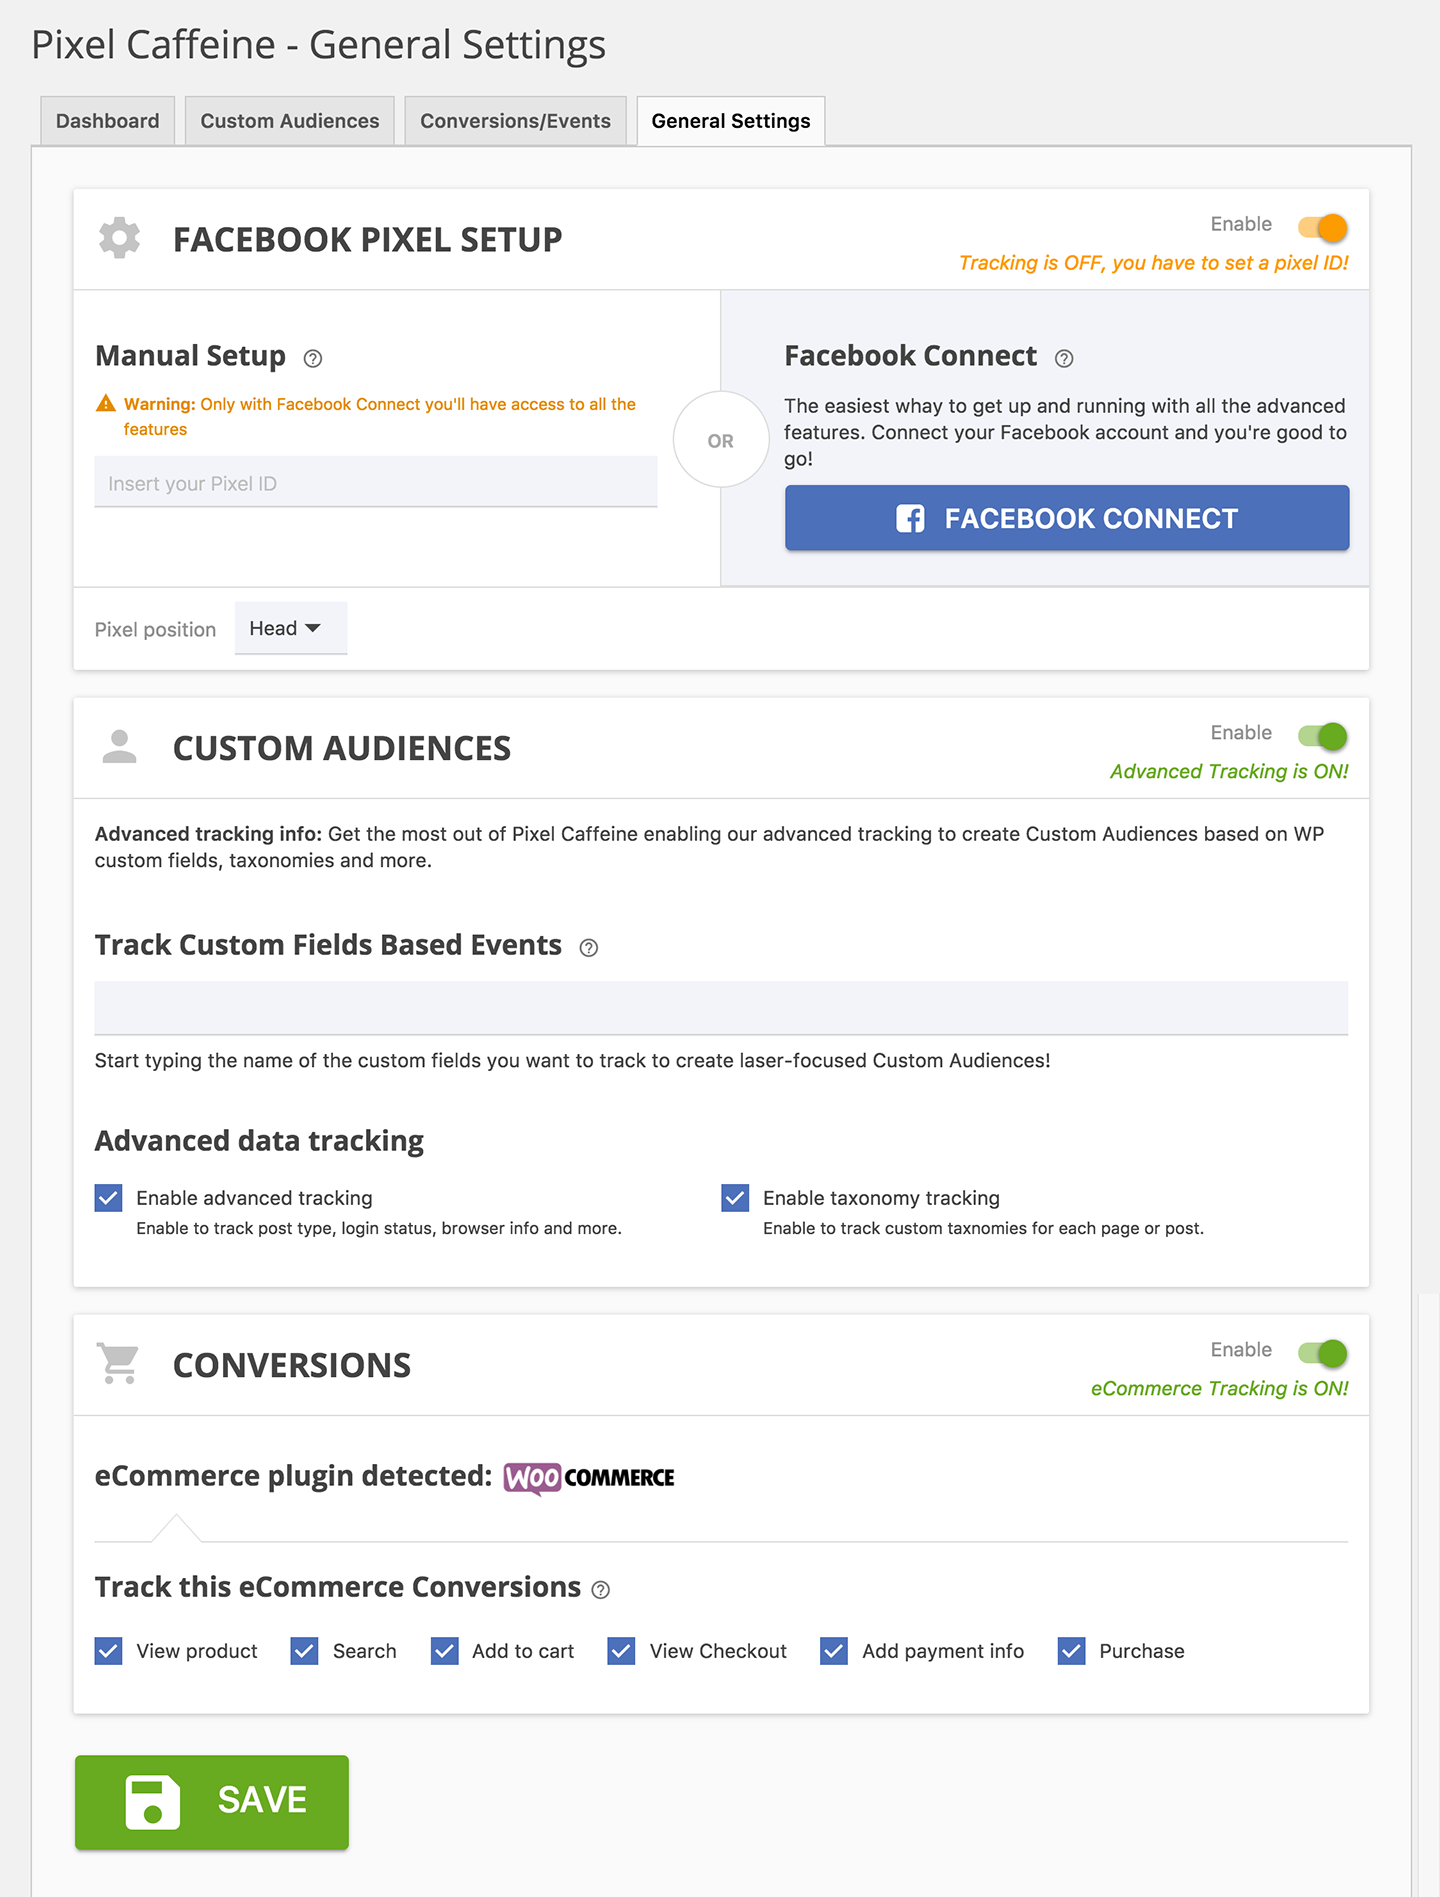 Pixel Caffeine - General Settings
Dashboard
Custom Audiences
Conversions/Events
General Settings
FACEBOOK PIXEL SETUP
Enable
Tracking is OFF, you have to set a pixel ID!
Manual Setup
Warning: Only with Facebook Connect you'll have access to all the
features
Insert your Pixel ID
OR
Facebook Connect
The easiest whay to get up and running with all the advanced
features. Connect your Facebook account and you're good to
go!
FACEBOOK CONNECT
Pixel position
Head
CUSTOM AUDIENCES
Enable
Advanced Tracking is ON!
Advanced tracking info: Get the most out of Pixel Caffeine enabling our advanced tracking to create Custom Audiences based on WP
custom fields, taxonomies and more.
Track Custom Fields Based Events
Start typing the name of the custom fields you want to track to create laser-focused Custom Audiences!
Advanced data tracking
Enable advanced tracking
Enable to track post type, login status, browser info and more.
Enable taxonomy tracking
Enable to track custom taxnomies for each page or post.
CONVERSIONS
Enable
eCommerce Tracking is ON!
eCommerce plugin detected: WOO COMMERCE
Track this eCommerce Conversions
View product
Search
Add to cart
View Checkout
Add payment info
Purchase
SAVE